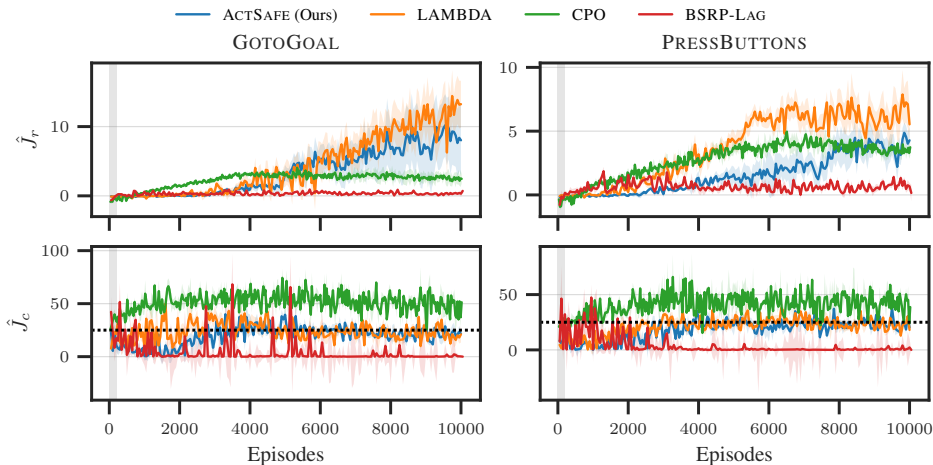 ACTSAFE (Ours) LAMBDA CPO BSRP-LAG
GOTOGOAL PRESSBUTTONS
Ĵr
10
0
10
5
0
Ĵc
100
50
0
50
0
0 2000 4000 6000 8000 10000
0 2000 4000 6000 8000 10000
Episodes Episodes